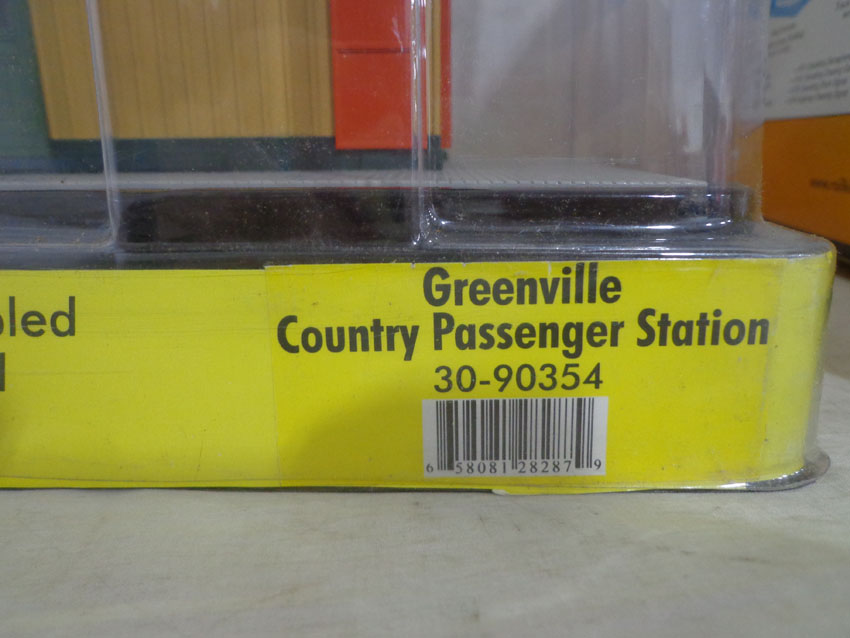 Greenville
Country Passenger Station
30-90354
6 58081 28287 9